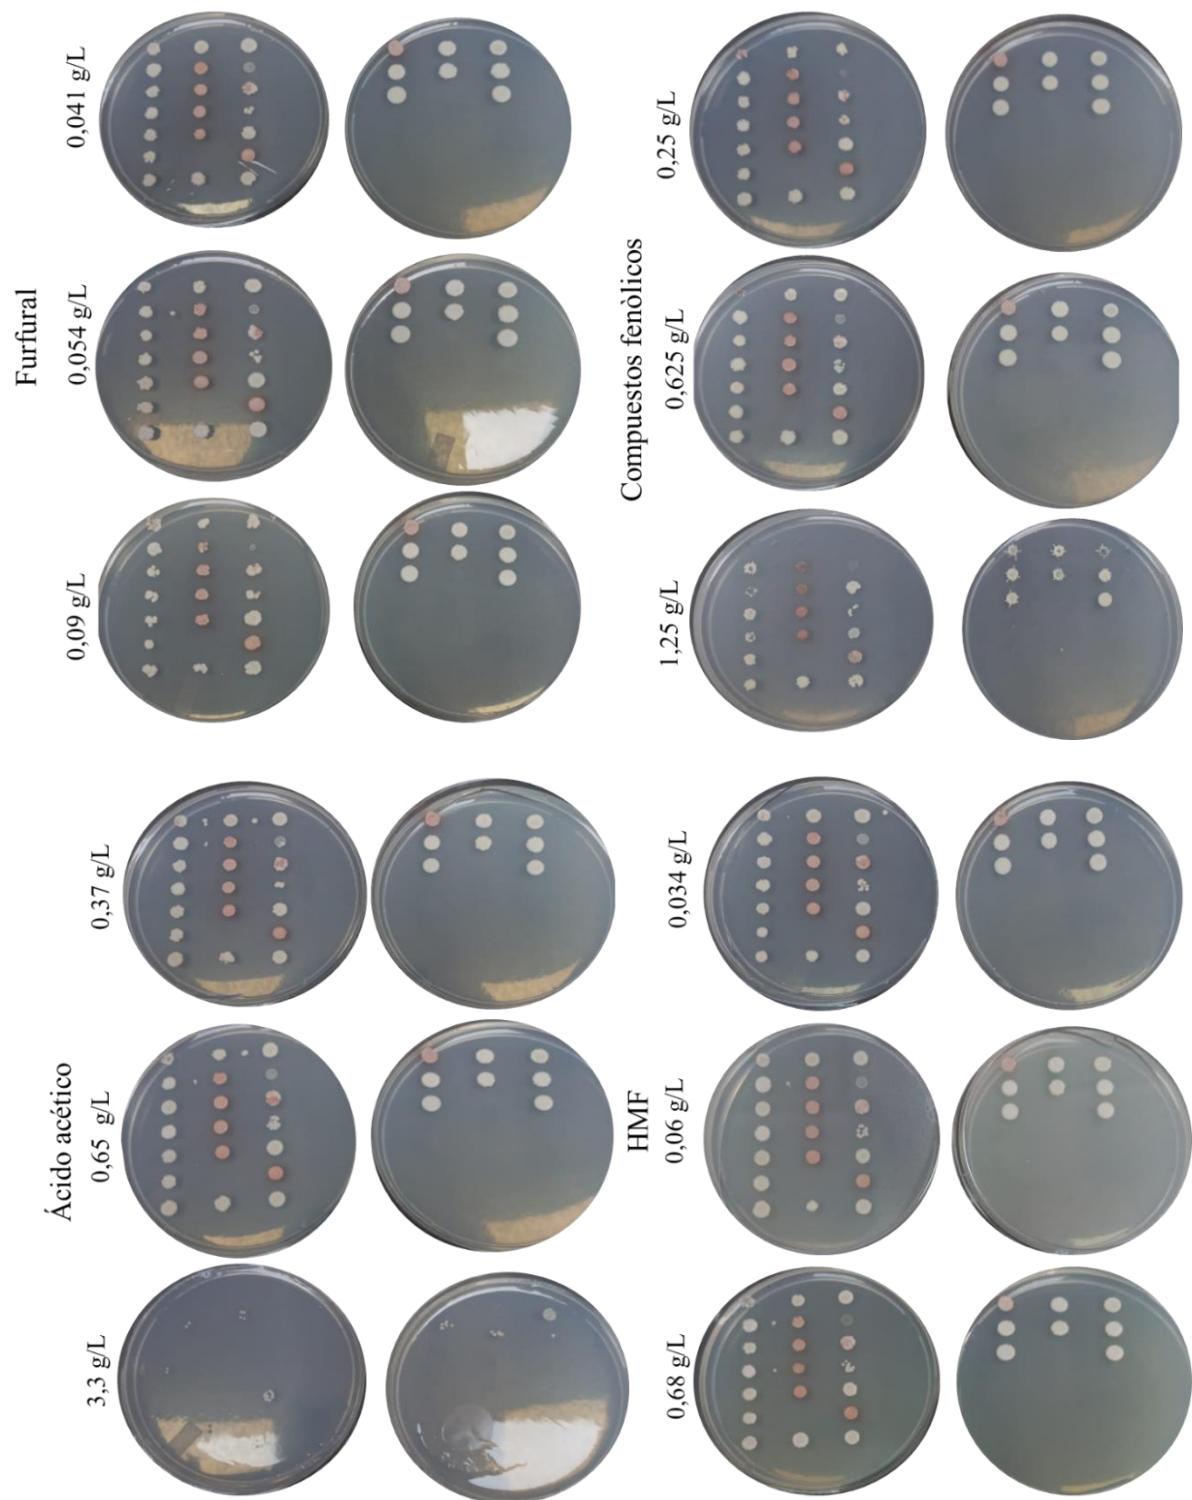 Ácido acético
3,3 g/L
0,65 g/L
0,37 g/L
Furfural
0,09 g/L
0,054 g/L
0,041 g/L
HMF
0,68 g/L
0,06 g/L
0,034 g/L
Compuestos fenòlicos
1,25 g/L
0,625 g/L
0,25 g/L